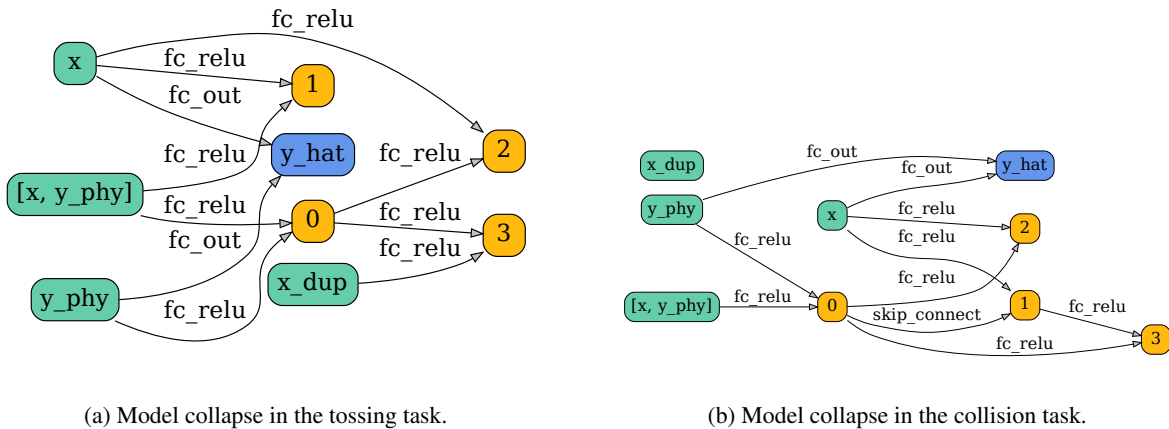 fc_relu
x
fc_relu
1
fc_out
fc_relu
y_hat
fc_relu
2
[x, y_phy]
fc_relu
0
fc_relu
3
fc_out
fc_relu
x_dup
y_phy
fc_relu
(a) Model collapse in the tossing task.
x_dup
fc_out
y_hat
fc_out
y_phy
x
fc_relu
2
fc_relu
fc_relu
fc_relu
[x, y_phy]
fc_relu
0
skip_connect
1
fc_relu
fc_relu
3
(b) Model collapse in the collision task.